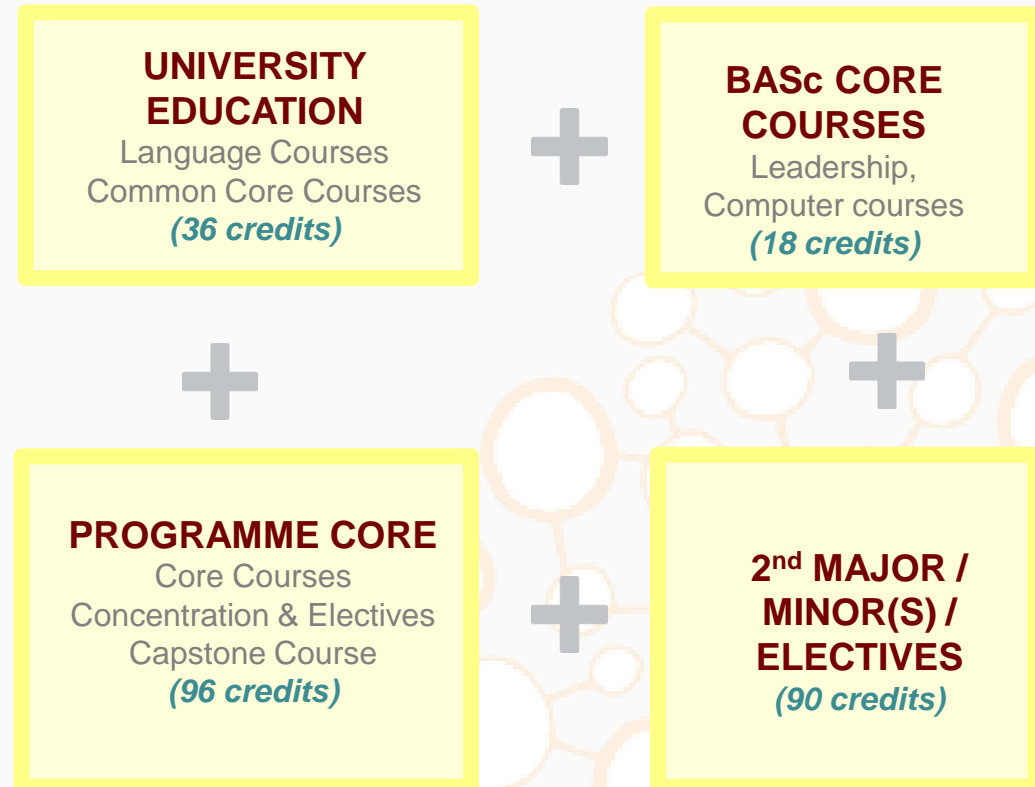 UNIVERSITY
EDUCATION
Language Courses
Common Core Courses
(36 credits)
BASc CORE
COURSES
Leadership,
Computer courses
(18 credits)
PROGRAMME CORE
Core Courses
Concentration & Electives
Capstone Course
(96 credits)
2nd MAJOR /
MINOR(S) /
ELECTIVES
(90 credits)